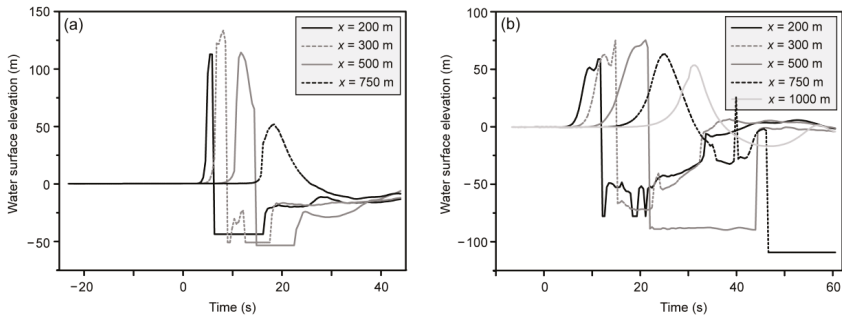 (a)
x = 200 m
x = 300 m
x = 500 m
x = 750 m
Water surface elevation (m)
150
100
50
0
−50
−20
0
20
40
Time (s)
(b)
x = 200 m
x = 300 m
x = 500 m
x = 750 m
x = 1000 m
Water surface elevation (m)
100
50
0
−50
−100
0
20
40
60
Time (s)